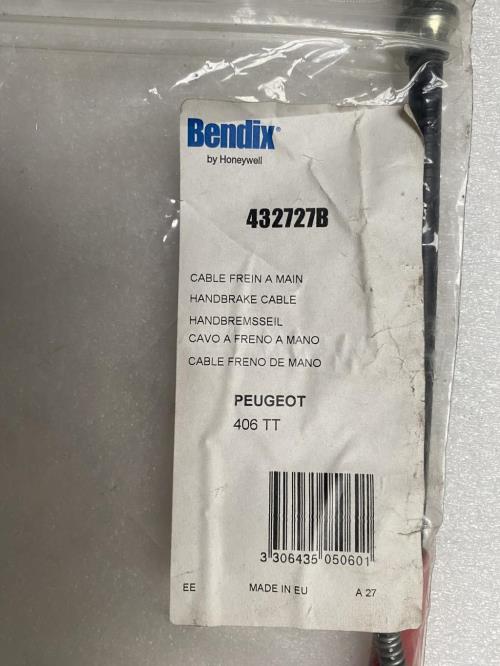 Bendix®
by Honeywell
432727B
CABLE FREIN A MAIN
HANDBRAKE CABLE
HANDBREMSSEIL
CAVO A FRENO A MANO
CABLE FRENO DE MANO
PEUGEOT
406 TT
3 306435 050601
EE MADE IN EU A 27